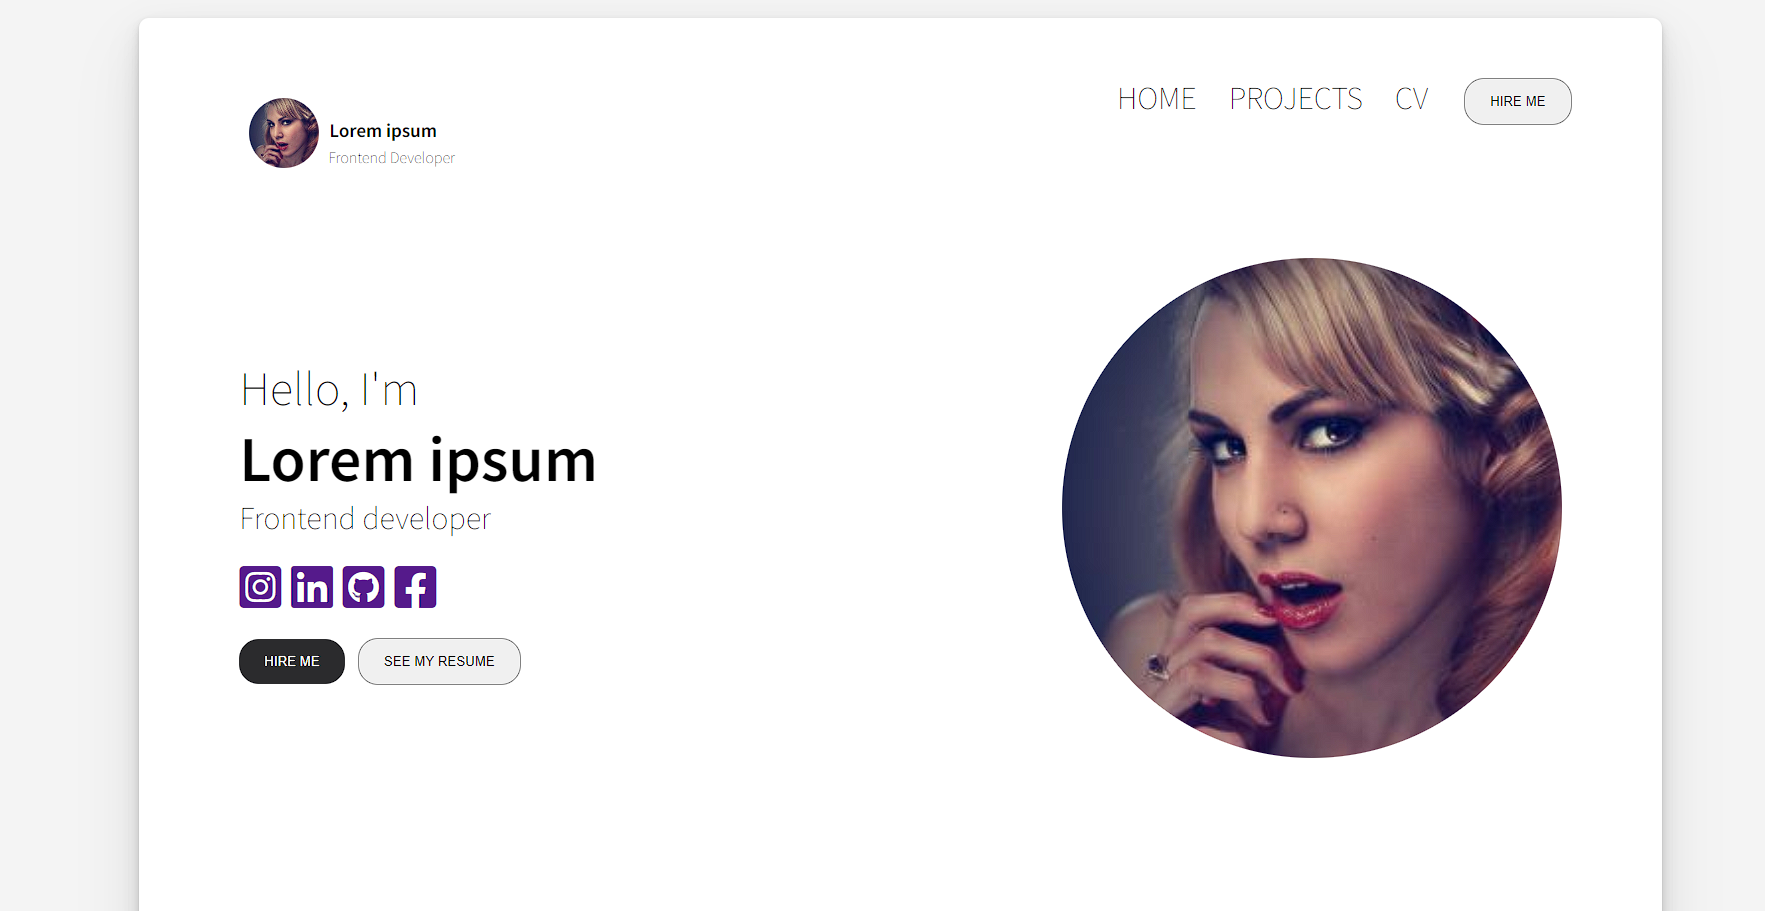 HOME PROJECTS CV HIRE ME
Lorem ipsum
Frontend Developer
Hello, I'm
Lorem ipsum
Frontend developer
in
HIRE ME SEE MY RESUME